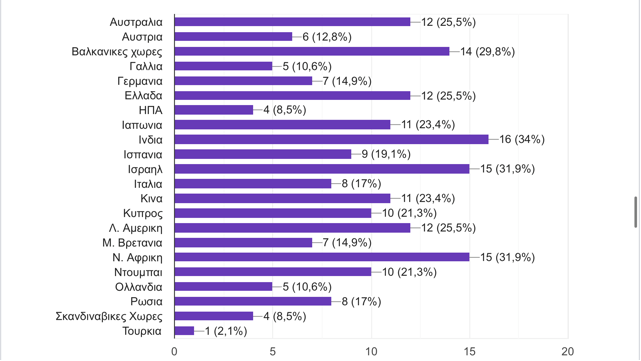 Αυστραλια 12 (25,5%)
Αυστρια 6 (12,8%)
Βαλκανικες χωρες 14 (29,8%)
Γαλλια 5 (10,6%)
Γερμανια 7 (14,9%)
Ελλαδα 12 (25,5%)
ΗΠΑ 4 (8,5%)
Ιαπωνια 11 (23,4%)
Ινδια 16 (34%)
Ισπανια 9 (19,1%)
Ισραηλ 15 (31,9%)
Ιταλια 8 (17%)
Κινα 11 (23,4%)
Κυπρος 10 (21,3%)
Λ. Αμερικη 12 (25,5%)
Μ. Βρετανια 7 (14,9%)
Ν. Αφρικη 15 (31,9%)
Ντουμπαι 10 (21,3%)
Ολλανδια 5 (10,6%)
Ρωσια 8 (17%)
Σκανδιναβικες Χωρες 4 (8,5%)
Τουρκια 1 (2,1%)
0 5 10 15 20